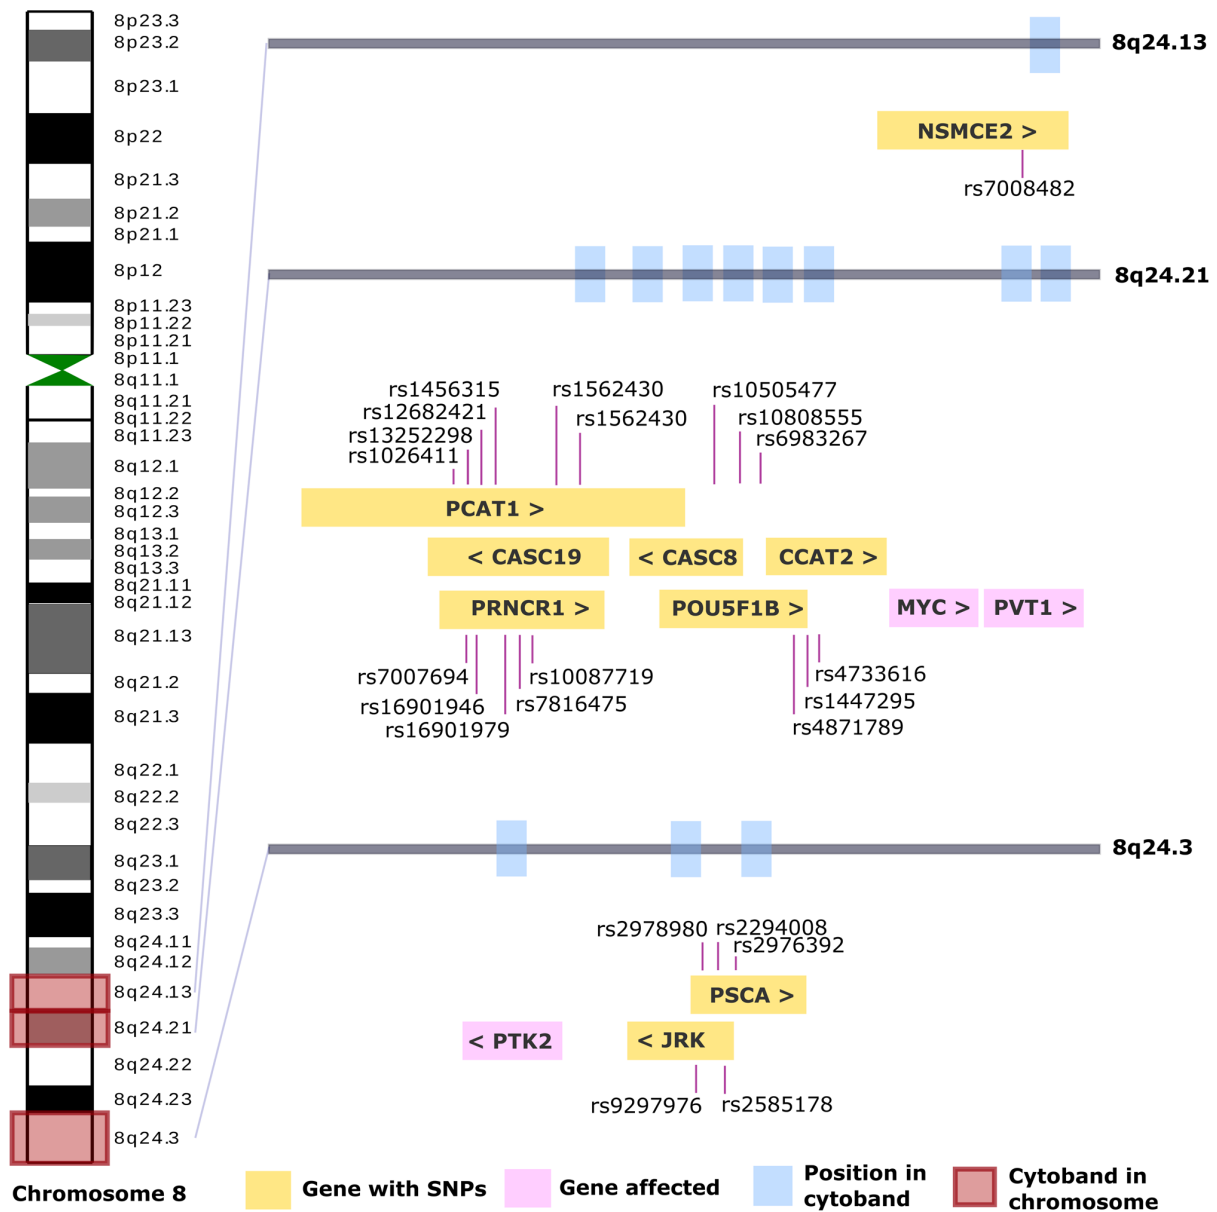 8p23.3
8p23.2
8p23.1
8p22
8p21.3
8p21.2
8p21.1
8p12
8p11.23
8p11.22
8p11.21
8p11.1
8q11.1
8q11.21
8q11.22
8q11.23
8q12.1
8q12.2
8q12.3
8q13.1
8q13.2
8q13.3
8q21.11
8q21.12
8q21.13
8q21.2
8q21.3
8q22.1
8q22.2
8q22.3
8q23.1
8q23.2
8q23.3
8q24.11
8q24.12
8q24.13
8q24.21
8q24.22
8q24.23
8q24.3
Chromosome 8
8q24.13
NSMCE2 >
rs7008482
8q24.21
rs1456315
rs12682421
rs13252298
rs1026411
rs1562430
rs1562430
rs10505477
rs10808555
rs6983267
PCAT1 >
< CASC19
< CASC8
CCAT2 >
PRNCR1 >
POU5F1B >
MYC >
PVT1 >
rs7007694
rs16901946
rs16901979
rs10087719
rs7816475
rs4733616
rs1447295
rs4871789
8q24.3
rs2978980
rs2294008
rs2976392
PSCA >
< PTK2
< JRK
rs9297976
rs2585178
Gene with SNPs
Gene affected
Position in
cytoband
Cytoband in
chromosome